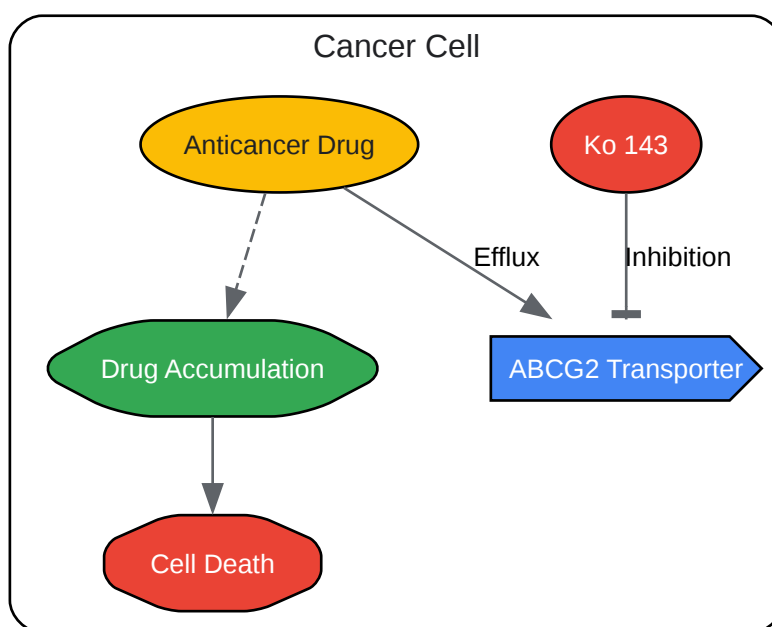 Cancer Cell
Anticancer Drug
Ko 143
Efflux
Inhibition
Drug Accumulation
ABCG2 Transporter
Cell Death